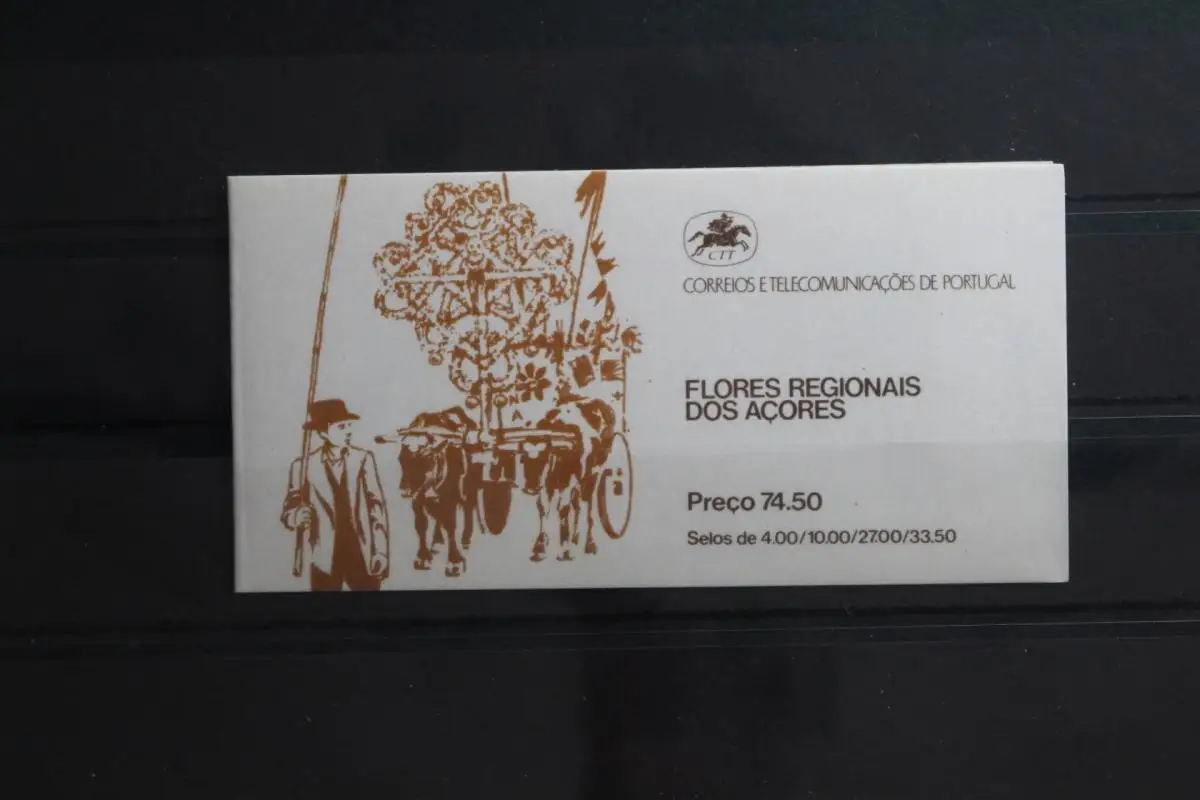 CTT
CORREIOS E TELECOMUNICAÇÕES DE PORTUGAL
FLORES REGIONAIS
DOS AÇORES
Preço 74.50
Selos de 4.00/10.00/27.00/33.50